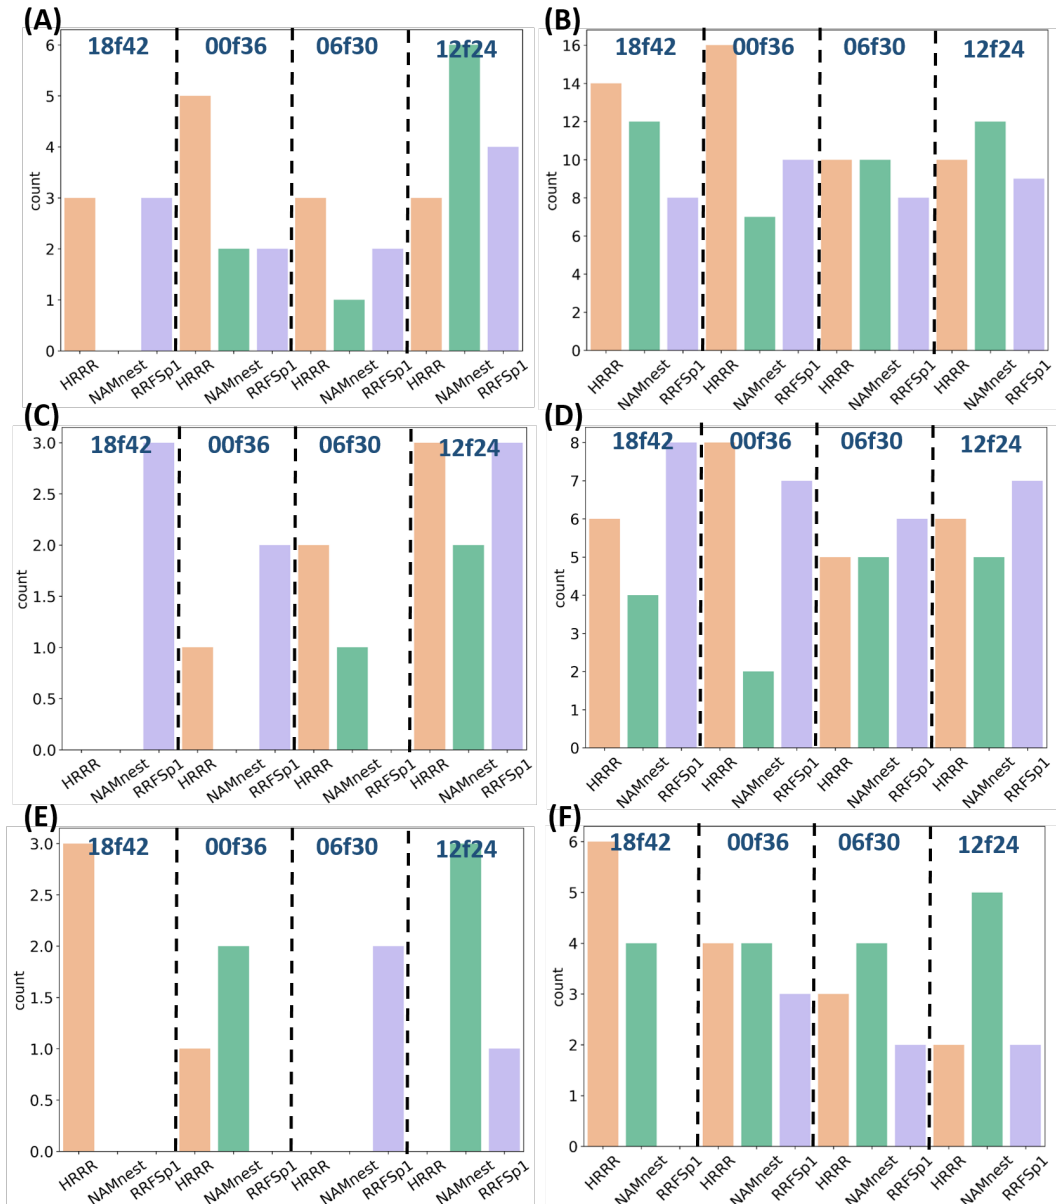 (A)
18f42 00f36 06f30 12f24
6
5
4
3
2
1
0
count
HRRR NAMnest RRFSp1 HRRR NAMnest RRFSp1 HRRR NAMnest RRFSp1 HRRR NAMnest RRFSp1
(B)
18f42 00f36 06f30 12f24
16
14
12
10
8
6
4
2
0
count
HRRR NAMnest RRFSp1 HRRR NAMnest RRFSp1 HRRR NAMnest RRFSp1 HRRR NAMnest RRFSp1
(C)
18f42 00f36 06f30 12f24
3.0
2.5
2.0
1.5
1.0
0.5
0.0
count
HRRR NAMnest RRFSp1 HRRR NAMnest RRFSp1 HRRR NAMnest RRFSp1 HRRR NAMnest RRFSp1
(D)
18f42 00f36 06f30 12f24
8
7
6
5
4
3
2
1
0
count
HRRR NAMnest RRFSp1 HRRR NAMnest RRFSp1 HRRR NAMnest RRFSp1 HRRR NAMnest RRFSp1
(E)
18f42 00f36 06f30 12f24
3.0
2.5
2.0
1.5
1.0
0.5
0.0
count
HRRR NAMnest RRFSp1 HRRR NAMnest RRFSp1 HRRR NAMnest RRFSp1 HRRR NAMnest RRFSp1
(F)
18f42 00f36 06f30 12f24
6
5
4
3
2
1
0
count
HRRR NAMnest RRFSp1 HRRR NAMnest RRFSp1 HRRR NAMnest RRFSp1 HRRR NAMnest RRFSp1